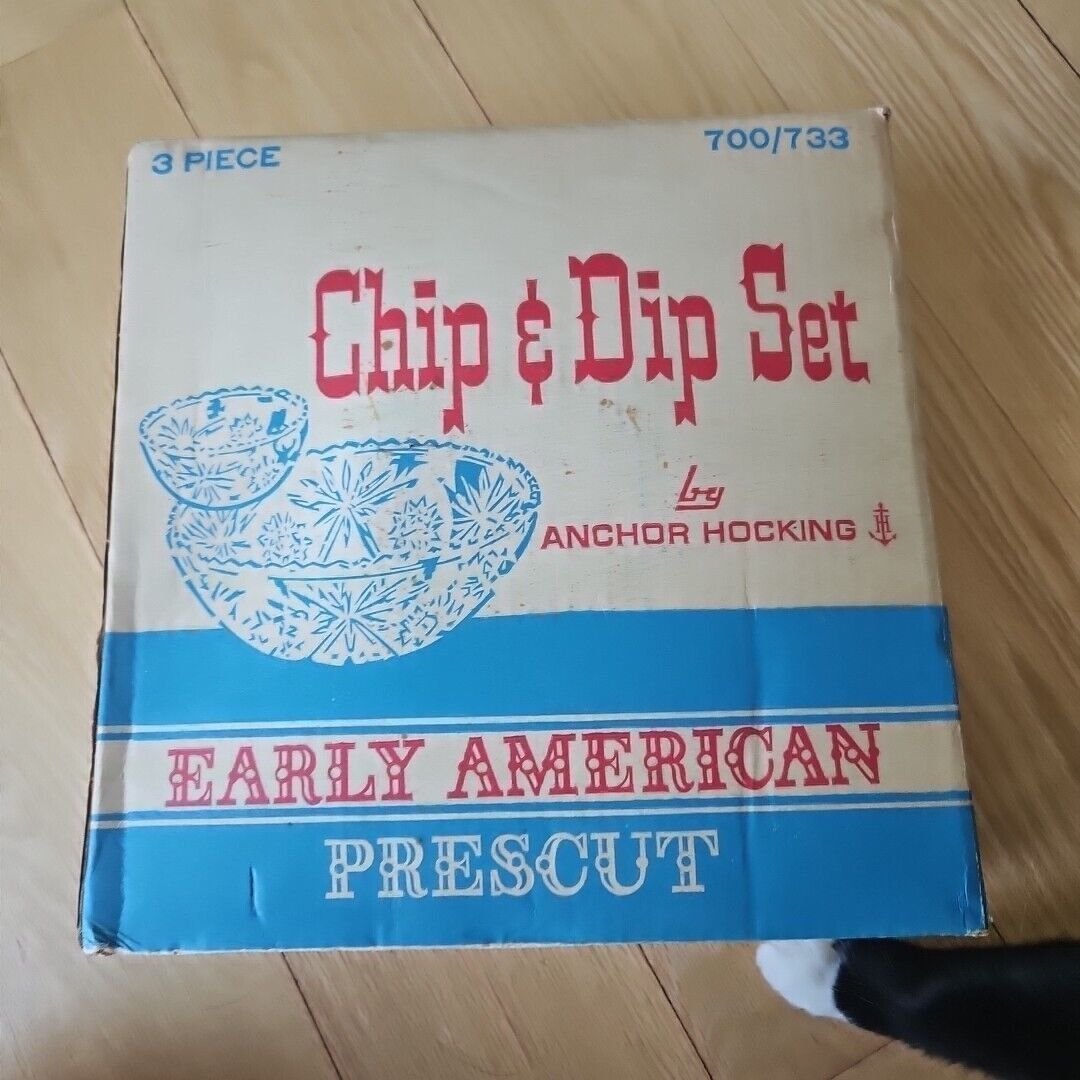 3 PIECE
700/733
Chip & Dip Set
by
ANCHOR HOCKING
EARLY AMERICAN
PRESCUT